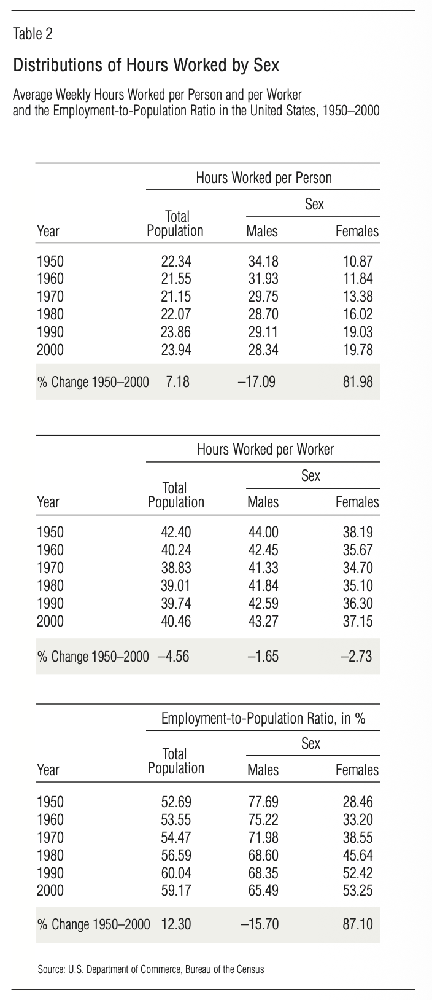 Table 2
Distributions of Hours Worked by Sex
Average Weekly Hours Worked per Person and per Worker
and the Employment-to-Population Ratio in the United States, 1950–2000
Hours Worked per Person
Sex
Total
Year Population Males Females
1950 22.34 34.18 10.87
1960 21.55 31.93 11.84
1970 21.15 29.75 13.38
1980 22.07 28.70 16.02
1990 23.86 29.11 19.03
2000 23.94 28.34 19.78
% Change 1950–2000 7.18 –17.09 81.98
Hours Worked per Worker
Sex
Total
Year Population Males Females
1950 42.40 44.00 38.19
1960 40.24 42.45 35.67
1970 38.83 41.33 34.70
1980 39.01 41.84 35.10
1990 39.74 42.59 36.30
2000 40.46 43.27 37.15
% Change 1950–2000 –4.56 –1.65 –2.73
Employment-to-Population Ratio, in %
Sex
Total
Year Population Males Females
1950 52.69 77.69 28.46
1960 53.55 75.22 33.20
1970 54.47 71.98 38.55
1980 56.59 68.60 45.64
1990 60.04 68.35 52.42
2000 59.17 65.49 53.25
% Change 1950–2000 12.30 –15.70 87.10
Source: U.S. Department of Commerce, Bureau of the Census